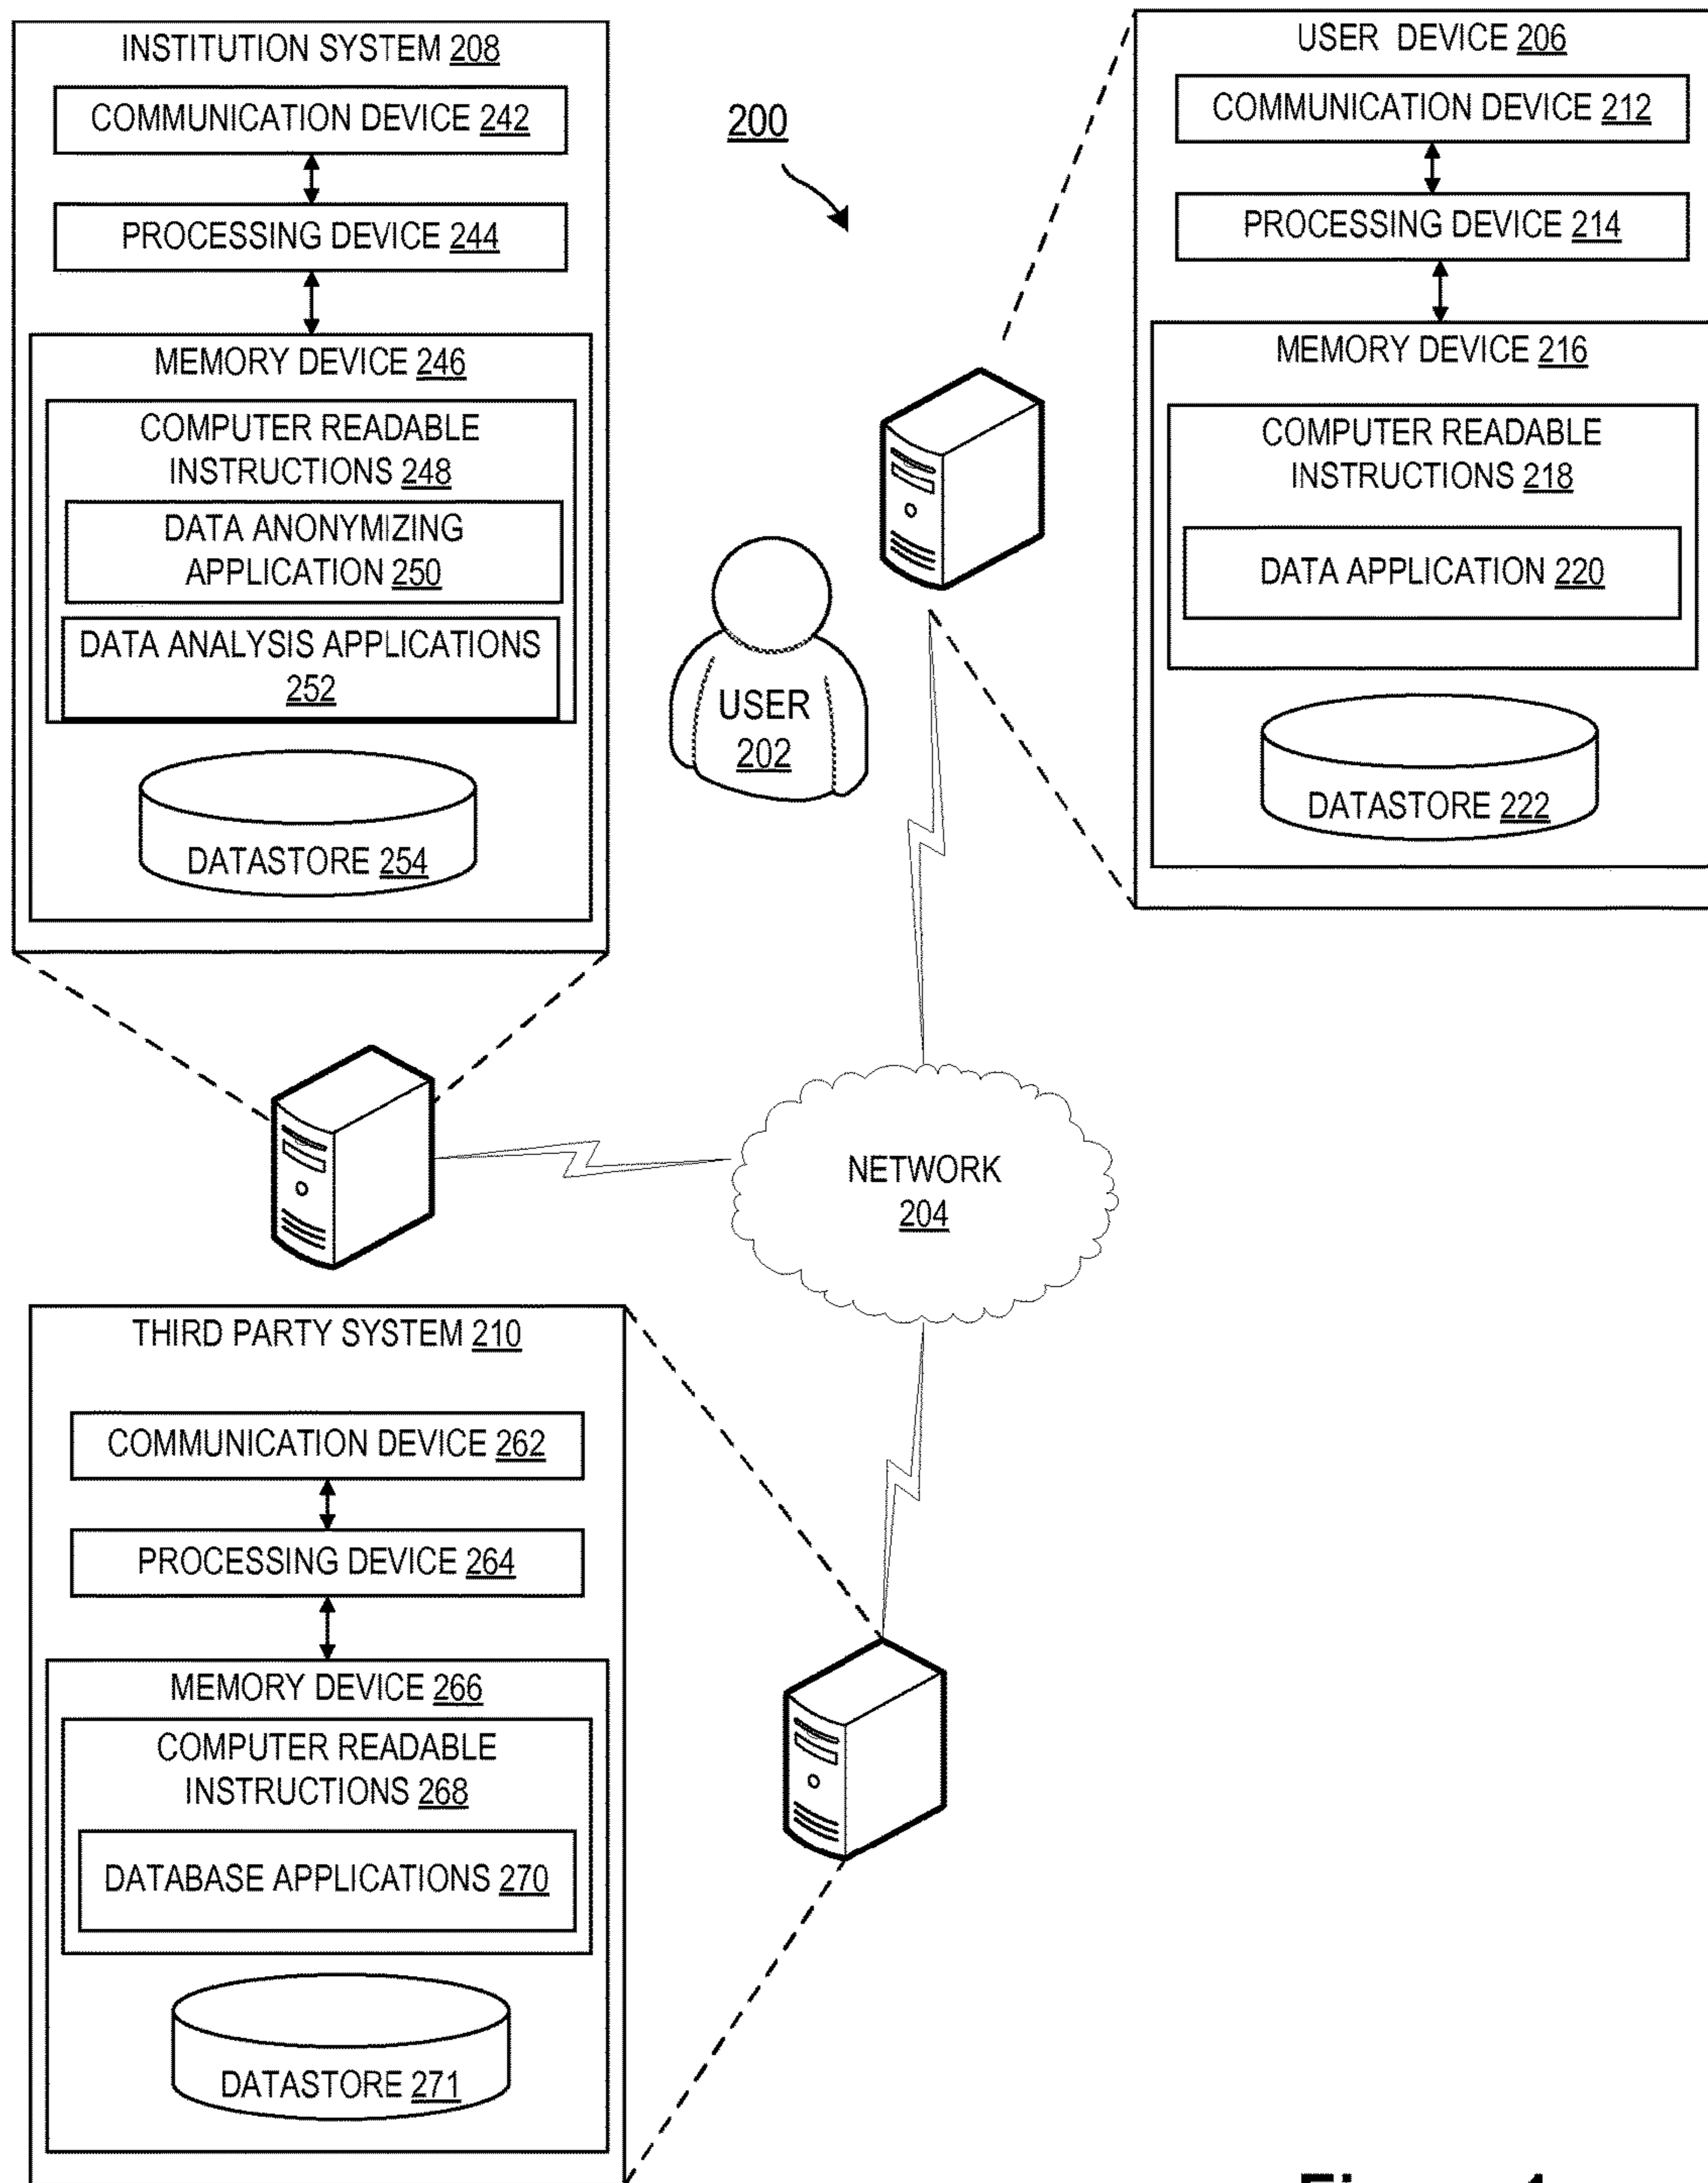 INSTITUTION SYSTEM 208
COMMUNICATION DEVICE 242
PROCESSING DEVICE 244
MEMORY DEVICE 246
COMPUTER READABLE
INSTRUCTIONS 248
DATA ANONYMIZING
APPLICATION 250
DATA ANALYSIS APPLICATIONS
252
DATASTORE 254
200
USER
202
USER DEVICE 206
COMMUNICATION DEVICE 212
PROCESSING DEVICE 214
MEMORY DEVICE 216
COMPUTER READABLE
INSTRUCTIONS 218
DATA APPLICATION 220
DATASTORE 222
NETWORK
204
THIRD PARTY SYSTEM 210
COMMUNICATION DEVICE 262
PROCESSING DEVICE 264
MEMORY DEVICE 266
COMPUTER READABLE
INSTRUCTIONS 268
DATABASE APPLICATIONS 270
DATASTORE 271
Figure 1